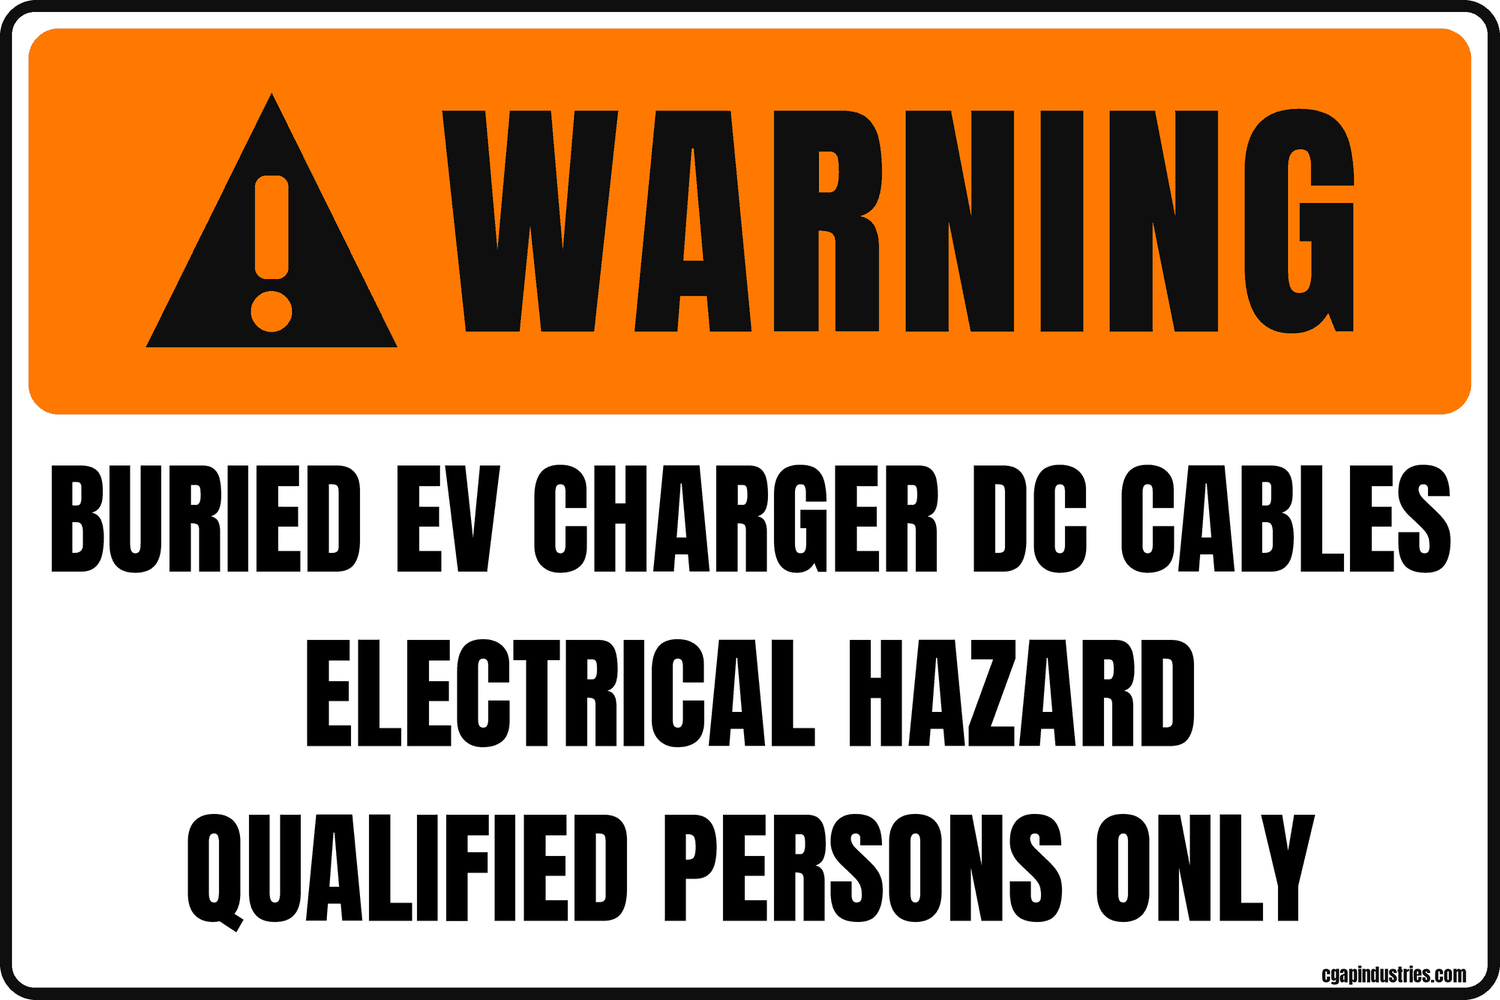 WARNING
BURIED EV CHARGER DC CABLES
ELECTRICAL HAZARD
QUALIFIED PERSONS ONLY
cgapindustries.com